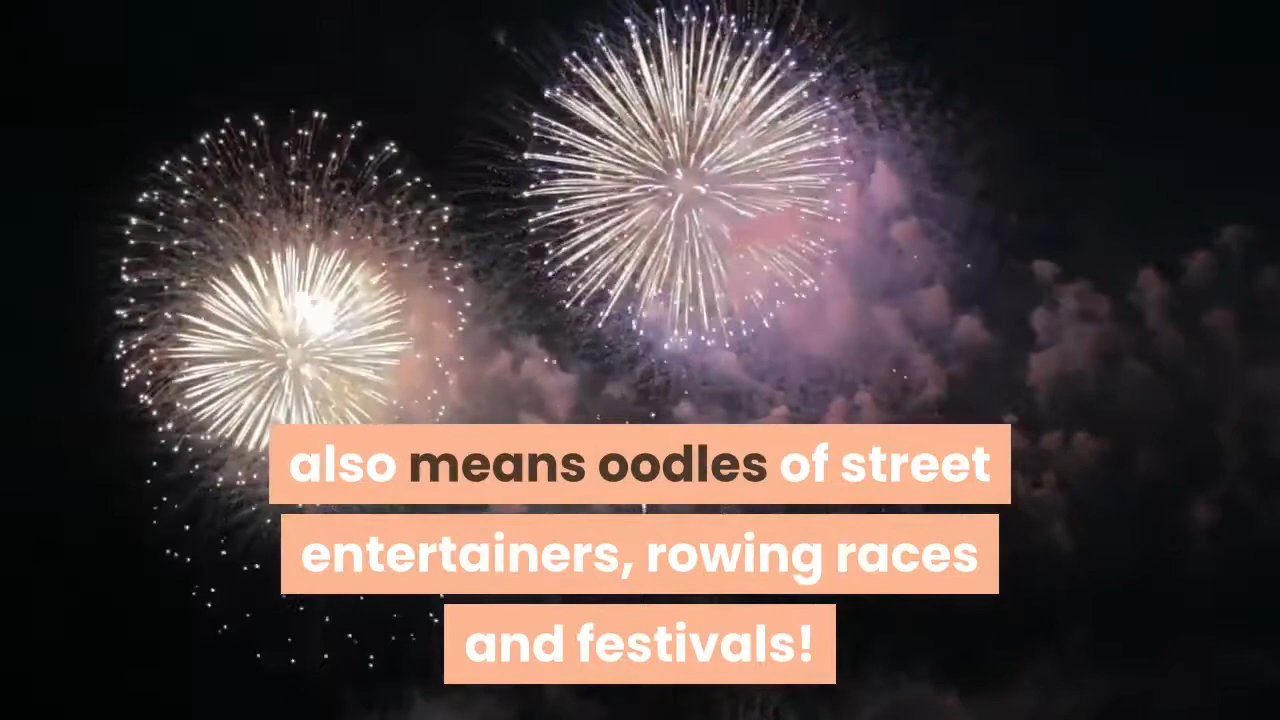 also means oodles of street
entertainers, rowing races
and festivals!